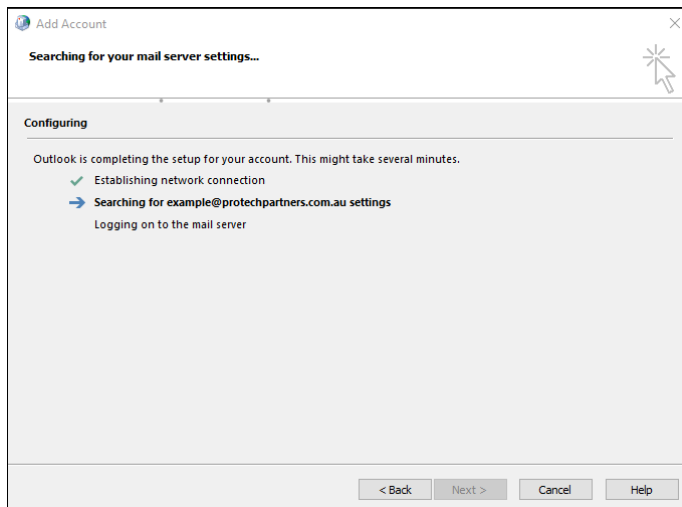 Add Account
Searching for your mail server settings...
Configuring
Outlook is completing the setup for your account. This might take several minutes.
Establishing network connection
Searching for example@protechpartners.com.au settings
Logging on to the mail server
< Back Next > Cancel Help